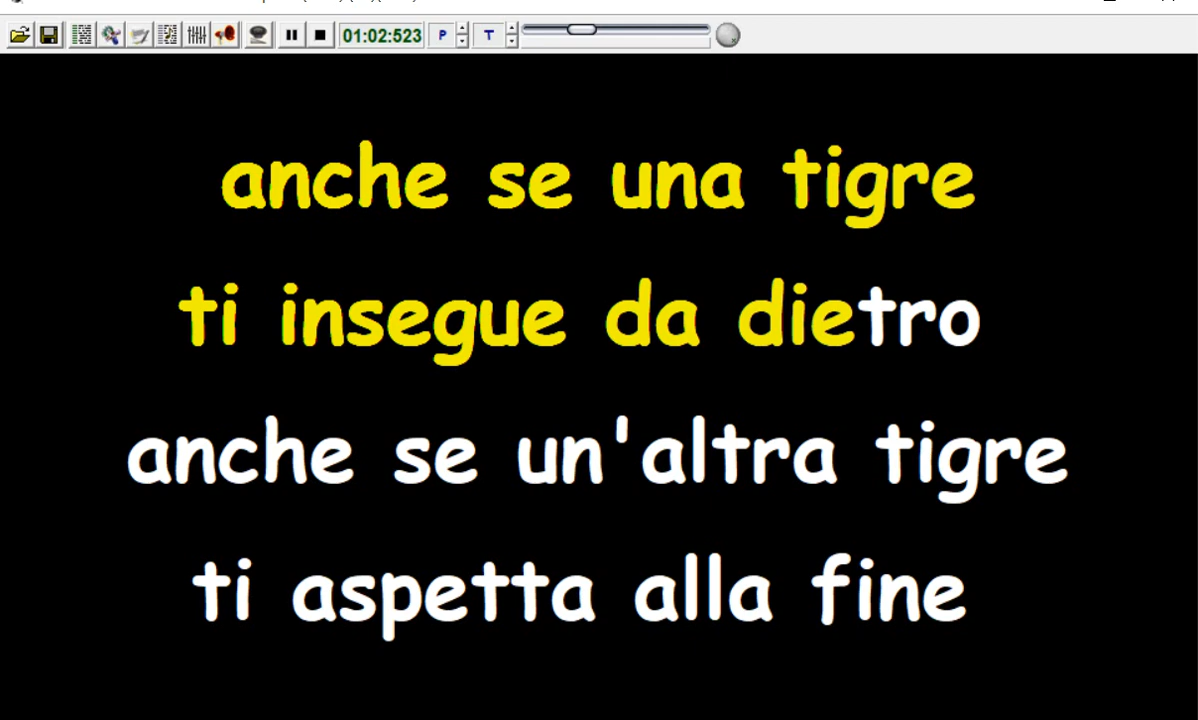 01:02:523 P T
anche se una tigre
ti insegue da dietro
anche se un'altra tigre
ti aspetta alla fine